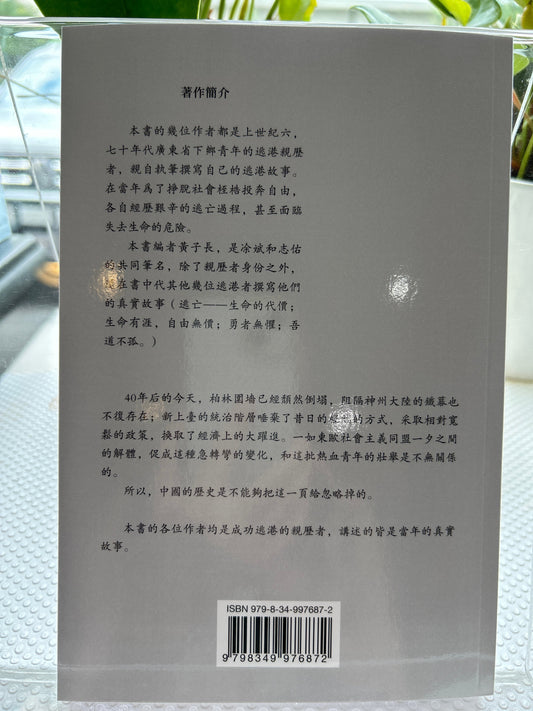 著作簡介
本書的幾位作者都是上世紀六，
七十年代廣東省下鄉青年的逃港親歷
者，親自執筆撰寫自己的逃港故事。
在當年為了掙脫社會桎梏投奔自由，
各自經歷艱辛的逃亡過程，甚至面臨
失去生命的危險。
本書編者黃子長，是凃斌和志佑
的共同筆名，除了親歷者身份之外，
在書中代其他幾位逃港者撰寫他們
的真實故事（逃亡——生命的代價；
生命有涯，自由無價；勇者無懼；吾
道不孤。）
40年后的今天，柏林圍墻已經頹然倒塌，阻隔神州大陸的鐵幕也
不復存在；新上臺的統治階層唾棄了昔日的的方式，采取相對寬
鬆的政策，換取了經濟上的大躍進。一如東歐社會主義同盟一夕之間
的解體，促成這種急轉彎的變化，和這批熱血青年的壯舉是不無關係
的。
所以，中國的歷史是不能夠把這一頁給忽略掉的。
本書的各位作者均是成功逃港的親歷者，講述的皆是當年的真實
故事。
ISBN 979-8-34-997687-2
9 798349 976872